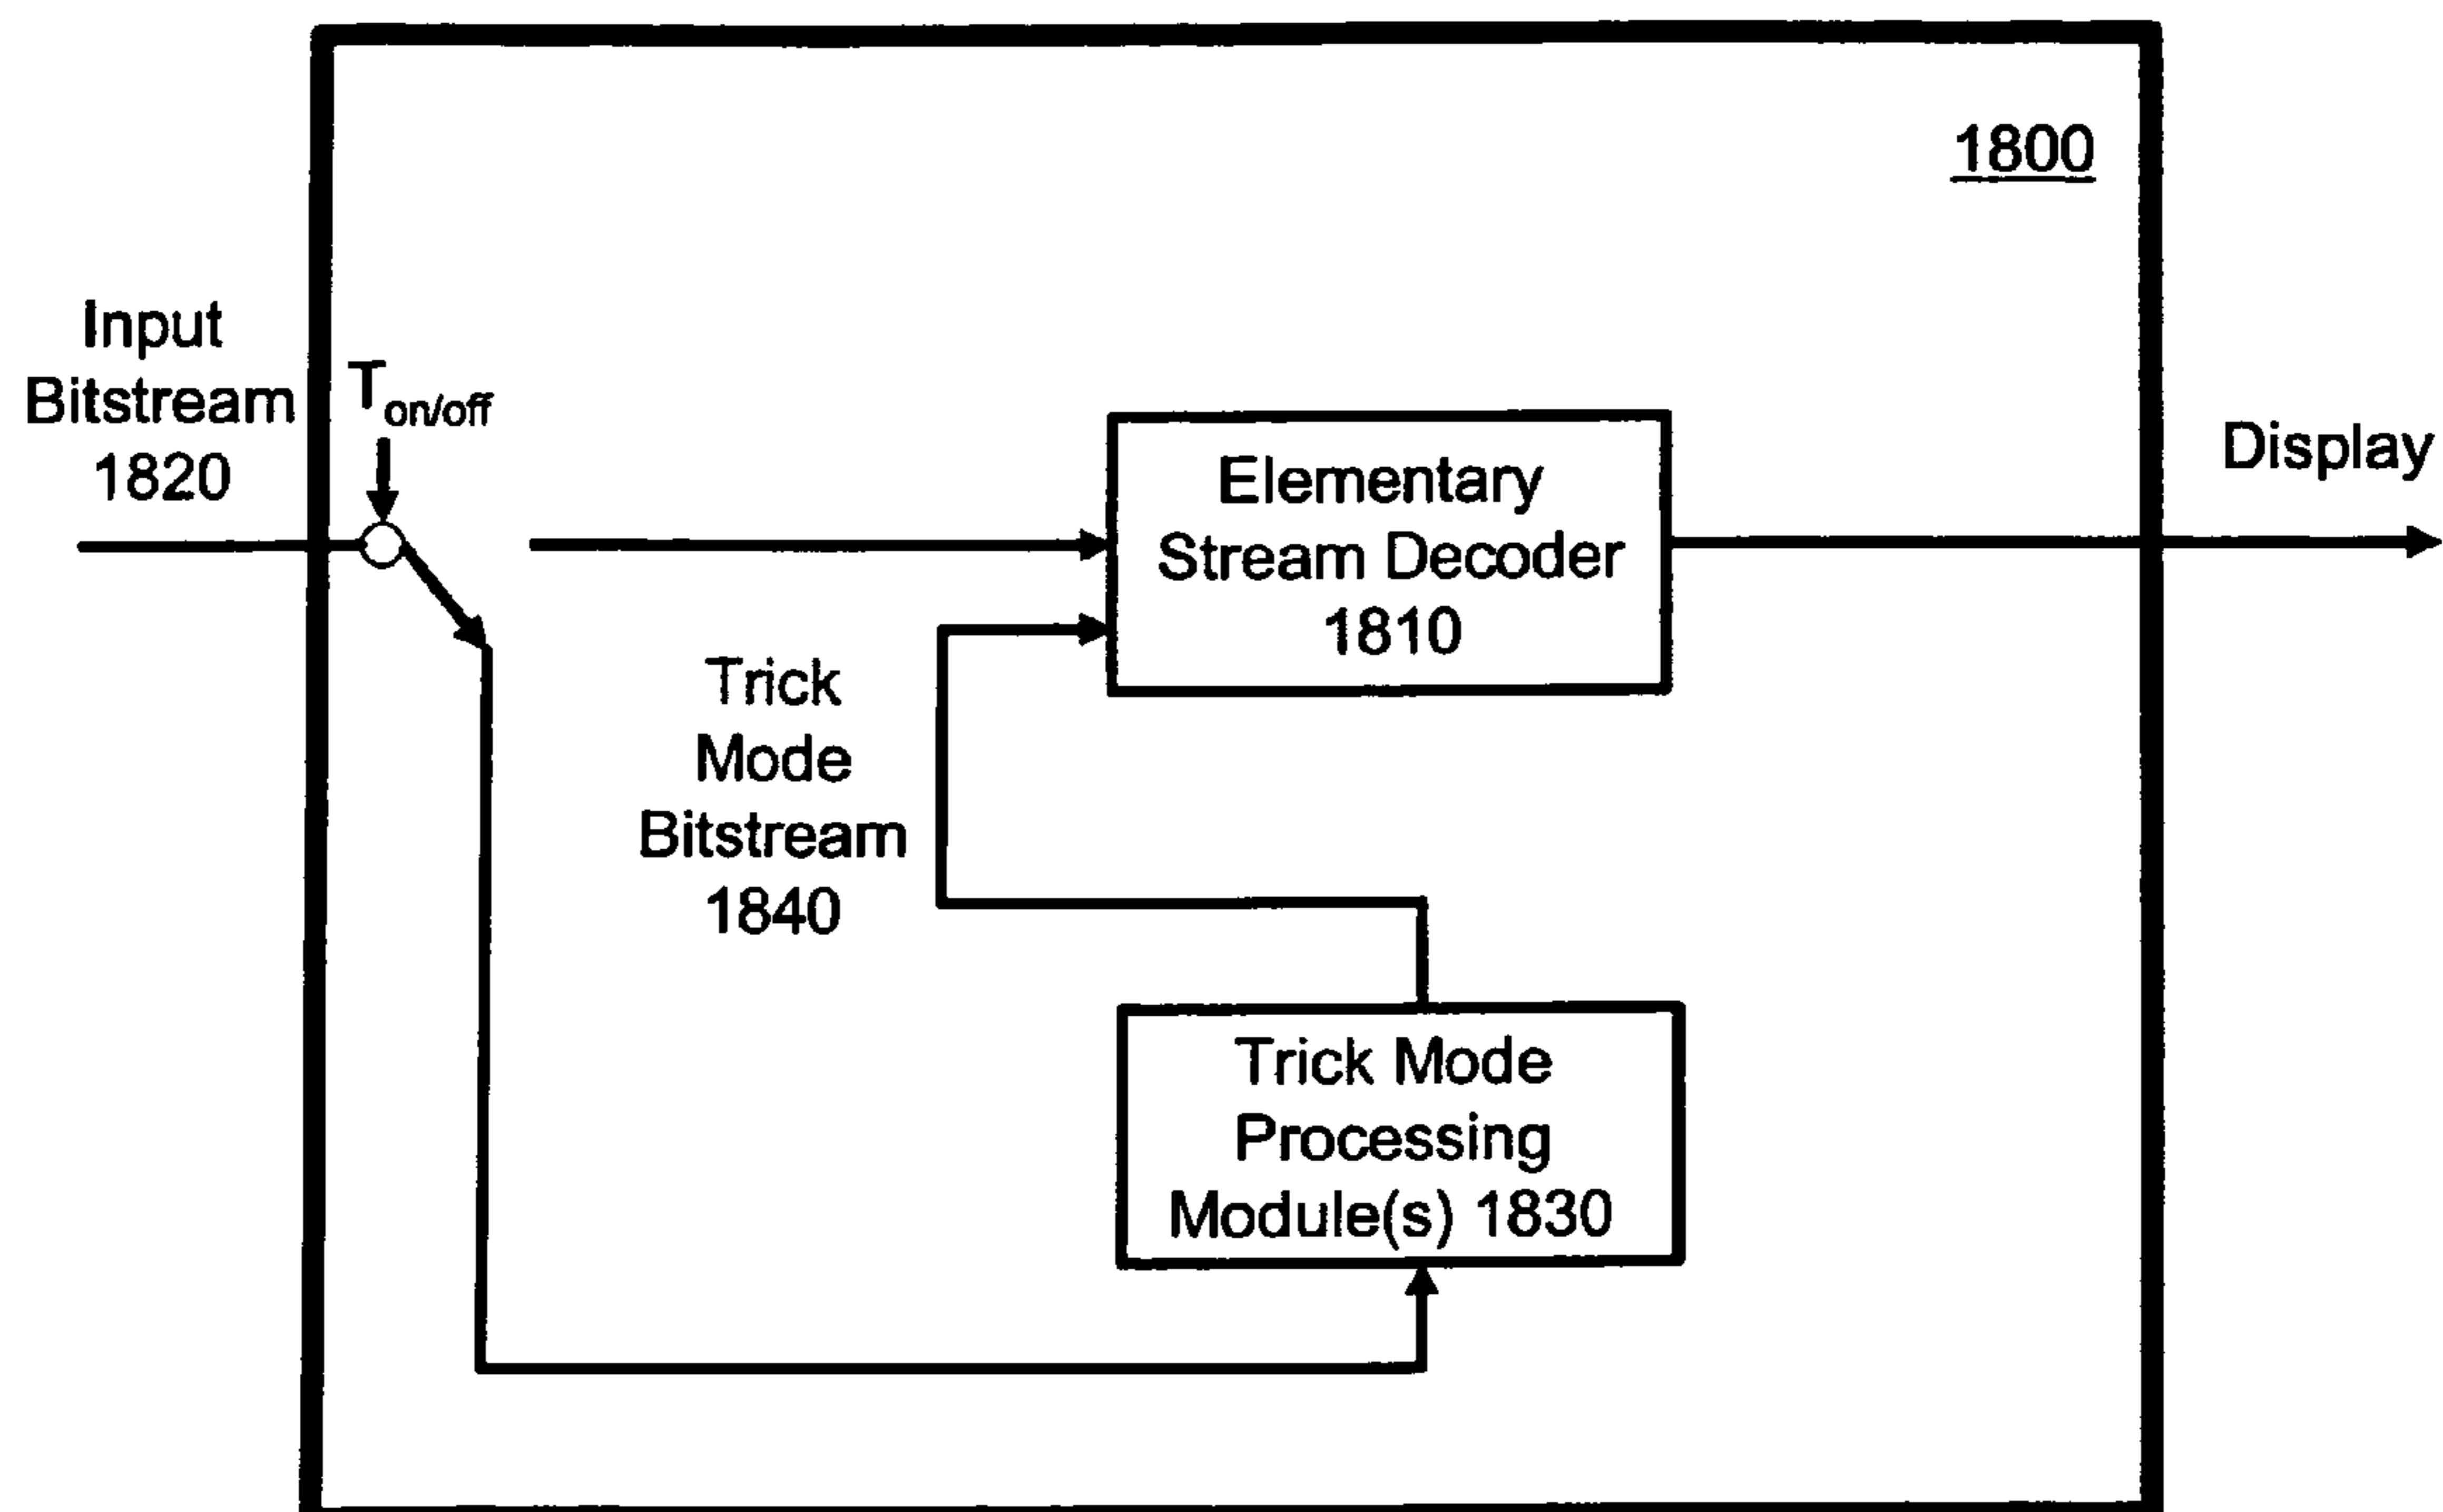 1800
Input
Bitstream
1820
Ton/off
Elementary
Stream Decoder
1810
Display
Trick
Mode
Bitstream
1840
Trick Mode
Processing
Module(s) 1830